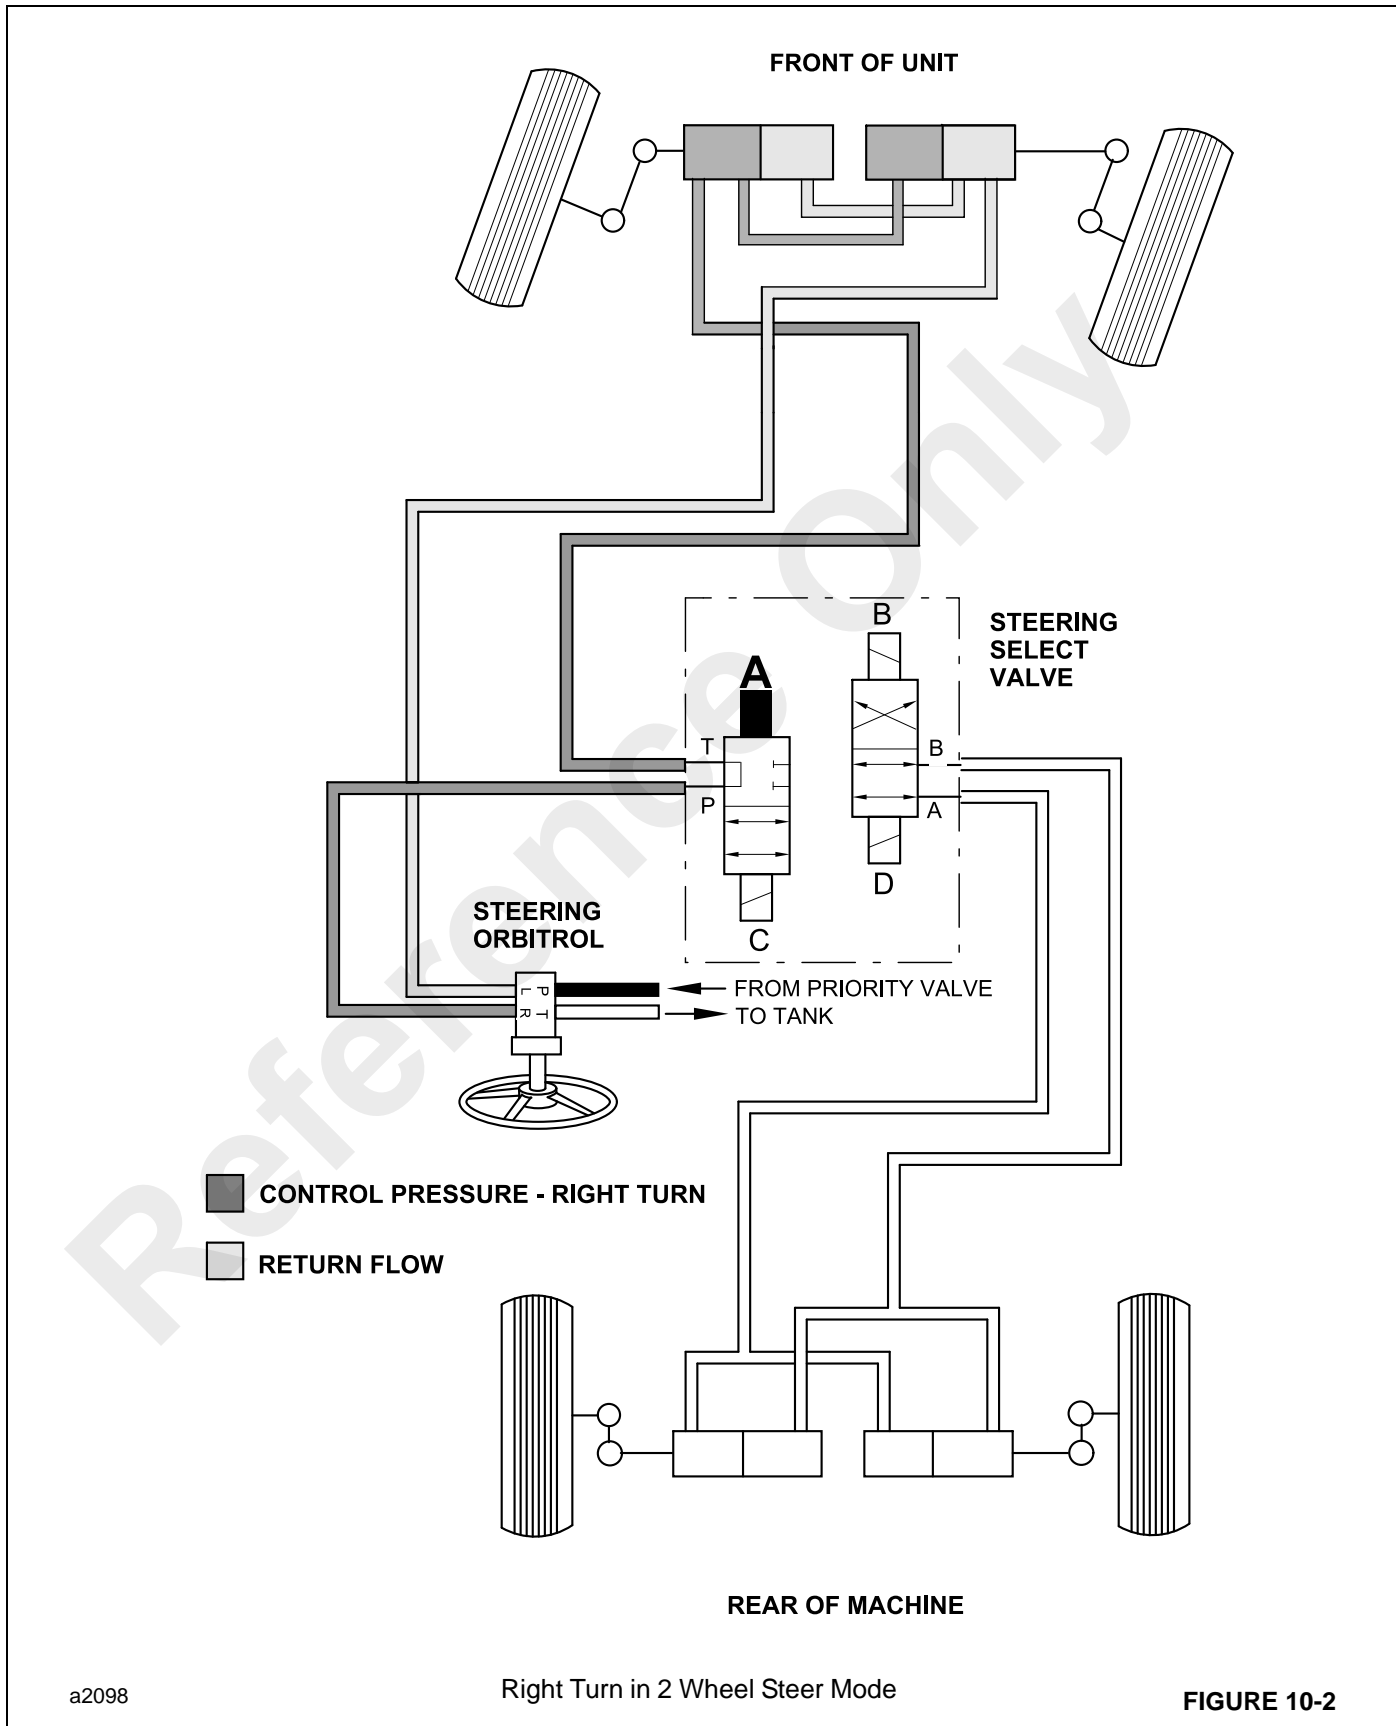 FRONT OF UNIT
B
STEERING
SELECT
VALVE
A
T
B
P
A
D
STEERING
ORBITROL
C
P
L
FROM PRIORITY VALVE
R
T
TO TANK
CONTROL PRESSURE - RIGHT TURN
RETURN FLOW
REAR OF MACHINE
a2098
Right Turn in 2 Wheel Steer Mode
FIGURE 10-2
Reference Only